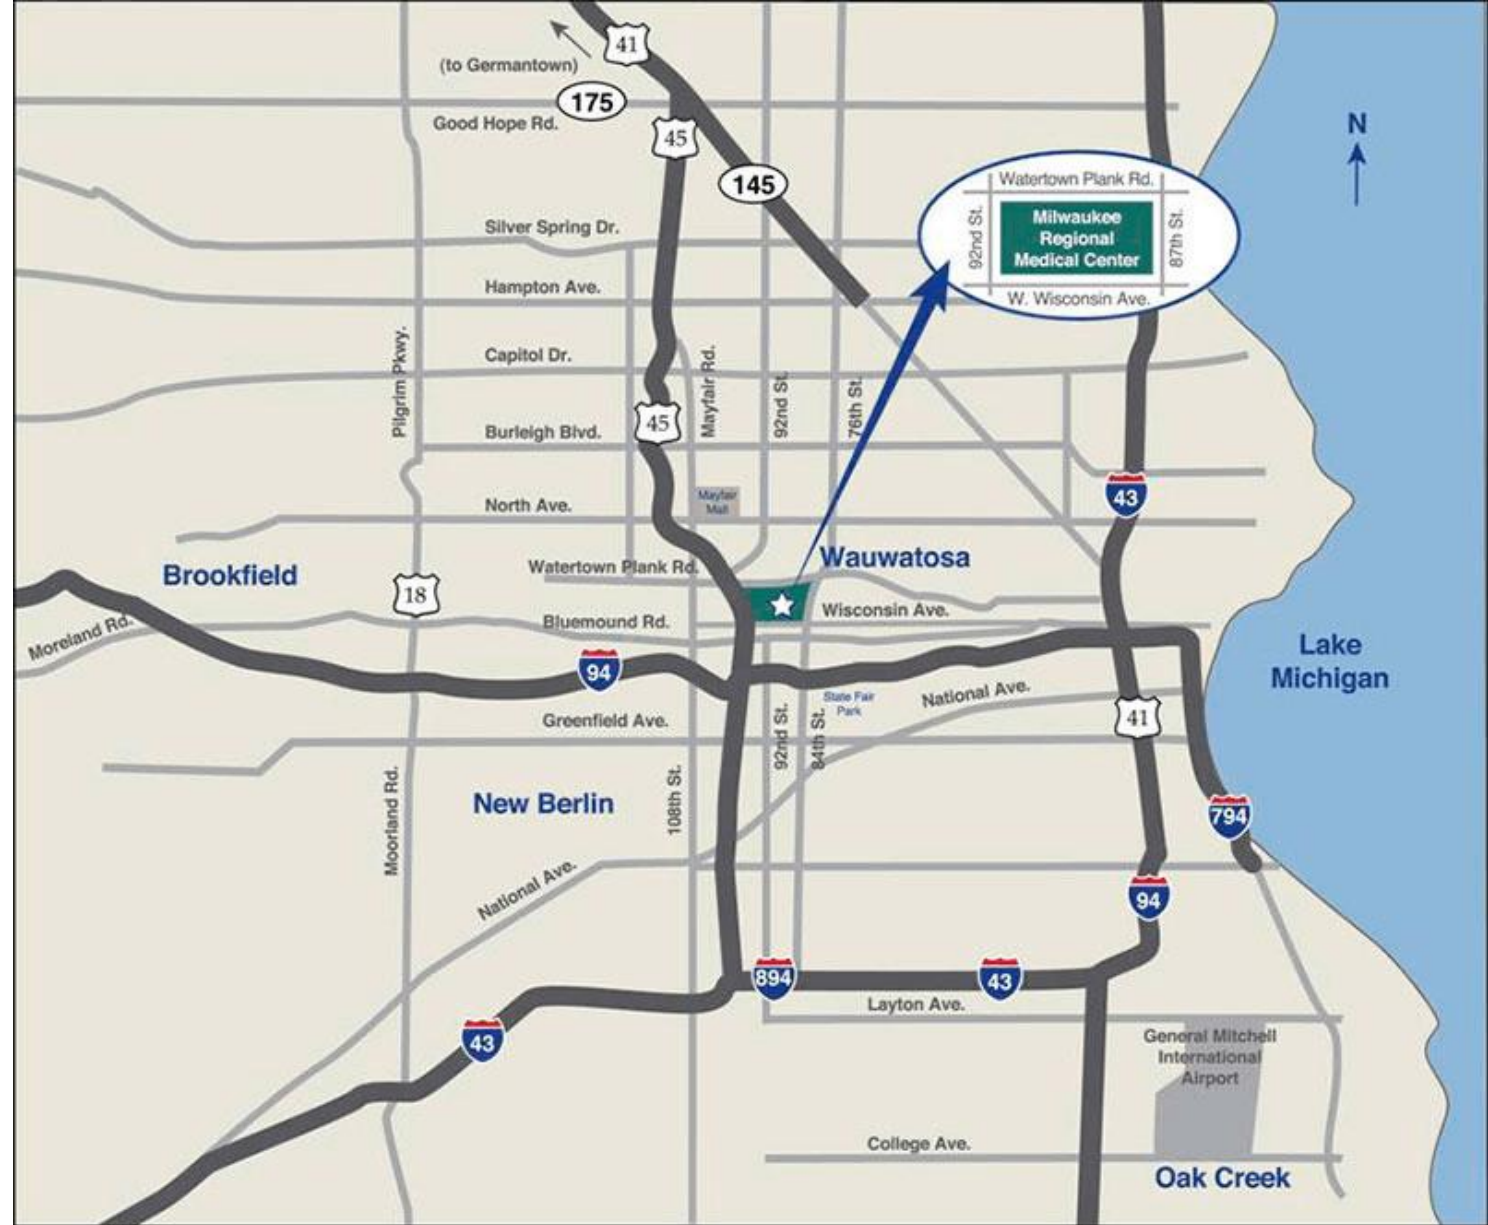 41
(to Germantown)
175
Good Hope Rd.
45
N
145
Watertown Plank Rd.
92nd St.
Milwaukee
Regional
Medical Center
87th St.
W. Wisconsin Ave.
Silver Spring Dr.
Hampton Ave.
Capitol Dr.
Pilgrim Pkwy.
Mayfair Rd.
92nd St.
76th St.
45
Burleigh Blvd.
43
Mayfair
Mall
North Ave.
Wauwatosa
Watertown Plank Rd.
Brookfield
18
Wisconsin Ave.
Bluemound Rd.
Moreland Rd.
Lake
Michigan
94
State Fair
Park
National Ave.
Greenfield Ave.
92nd St.
84th St.
41
New Berlin
108th St.
Moorland Rd.
794
National Ave.
94
894
43
Layton Ave.
43
General Mitchell
International
Airport
College Ave.
Oak Creek